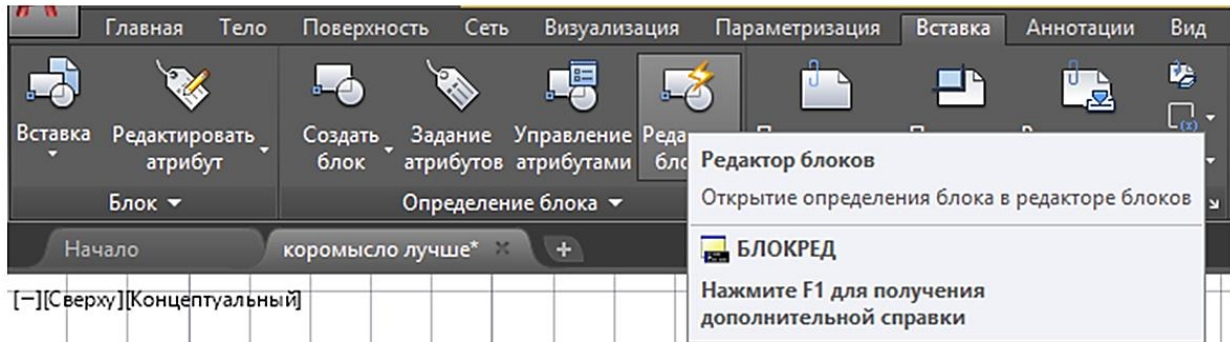 Главная Тело Поверхность Сеть Визуализация Параметризация Вставка Аннотации Вид
Вставка Редактировать Создать Задание Управление
атрибут блок атрибутов атрибутами
Блок Определение блока
Редактор блоков
Открытие определения блока в редакторе блоков
БЛОКРЕД
Нажмите F1 для получения
дополнительной справки
Начало коромысло лучше*
[−][Сверху][Концептуальный]